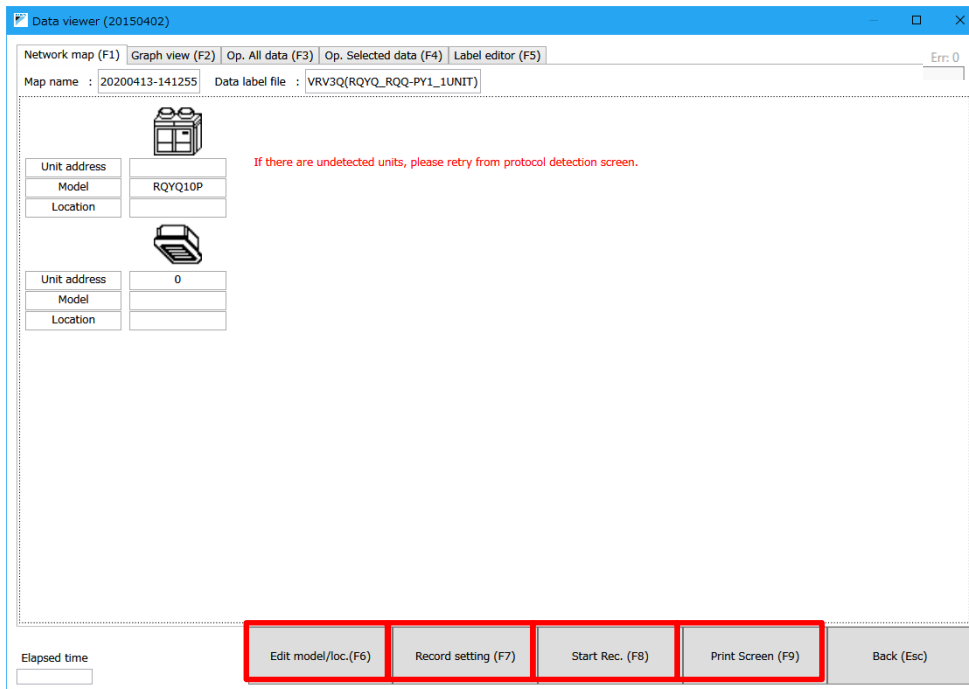 Data viewer (20150402)
Network map (F1) Graph view (F2) Op. All data (F3) Op. Selected data (F4) Label editor (F5)
Err: 0
Map name : 20200413-141255 Data label file : VRV3Q(RQYQ_RQQ-PY1_1UNIT)
If there are undetected units, please retry from protocol detection screen.
Unit address
Model RQYQ10P
Location
Unit address 0
Model
Location
Elapsed time
Edit model/loc.(F6) Record setting (F7) Start Rec. (F8) Print Screen (F9) Back (Esc)